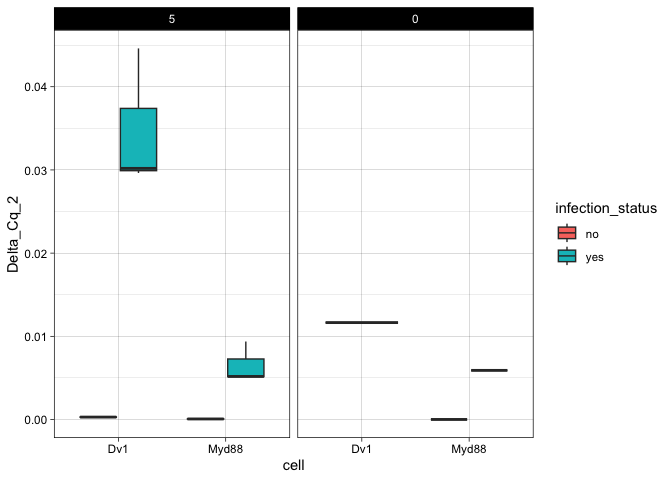 5
0
0.04
0.03
0.02
0.01
0.00
Delta_Cq_2
Dv1
Myd88
Dv1
Myd88
cell
infection_status
no
yes